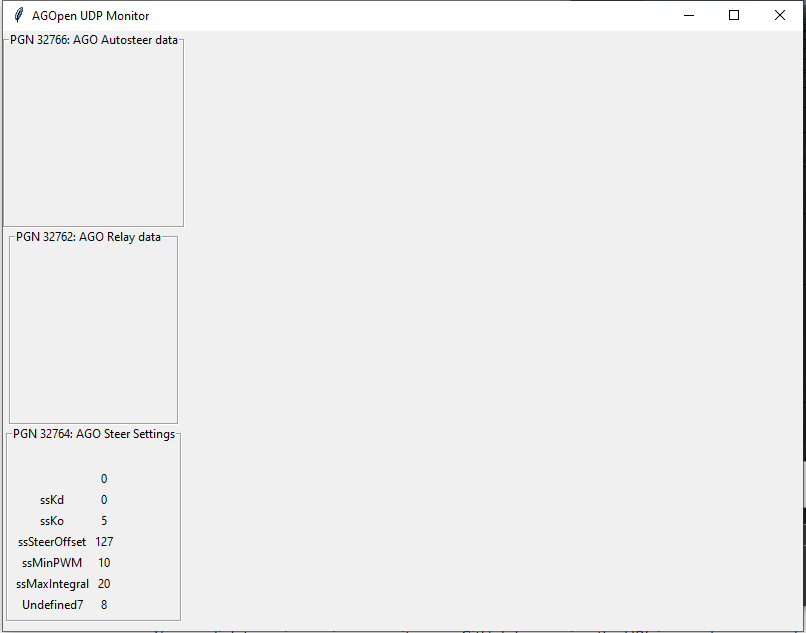 AGOpen UDP Monitor
PGN 32766: AGO Autosteer data
PGN 32762: AGO Relay data
PGN 32764: AGO Steer Settings
0
ssKd 0
ssKo 5
ssSteerOffset 127
ssMinPWM 10
ssMaxIntegral 20
Undefined7 8